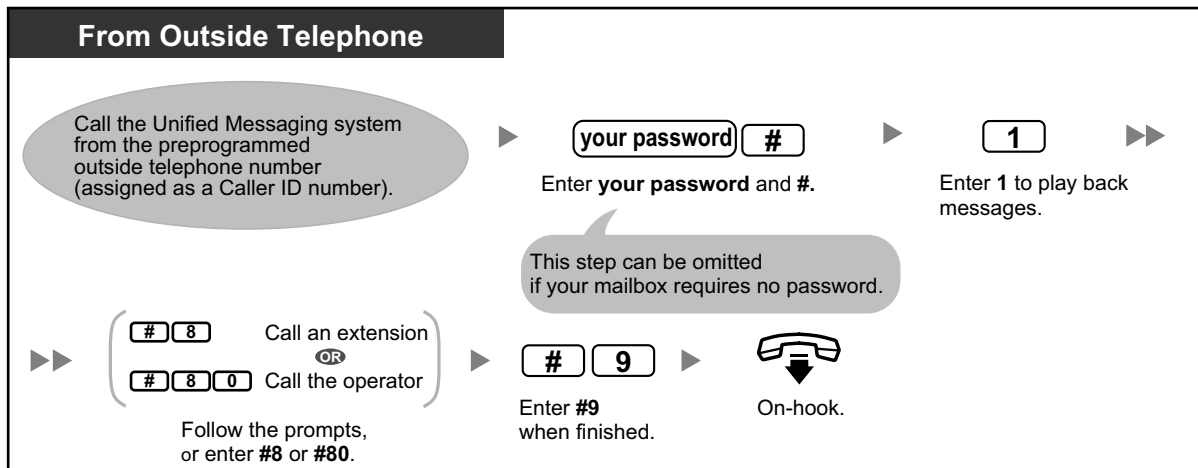 From Outside Telephone
Call the Unified Messaging system
from the preprogrammed
outside telephone number
(assigned as a Caller ID number).
your password #
Enter your password and #.
This step can be omitted
if your mailbox requires no password.
1
Enter 1 to play back
messages.
# 8 Call an extension
OR
# 8 0 Call the operator
Follow the prompts,
or enter #8 or #80.
# 9
Enter #9
when finished.
On-hook.